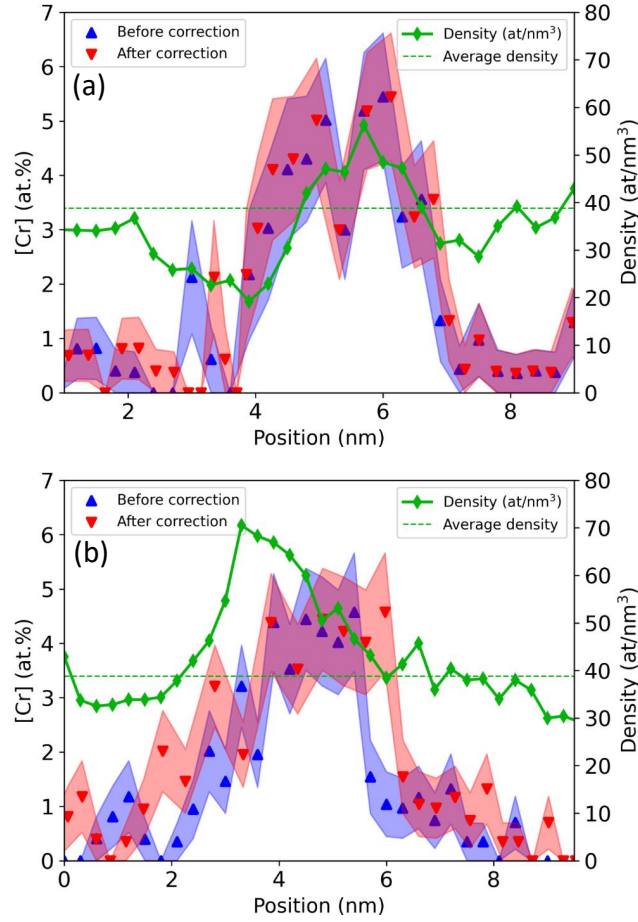 (a)
Before correction
After correction
Density (at/nm³)
Average density
[Cr] (at.%)
7
6
5
4
3
2
1
0
Density (at/nm³)
80
70
60
50
40
30
20
10
0
2
4
6
8
Position (nm)
(b)
Before correction
After correction
Density (at/nm³)
Average density
[Cr] (at.%)
7
6
5
4
3
2
1
0
Density (at/nm³)
80
70
60
50
40
30
20
10
0
0
2
4
6
8
Position (nm)